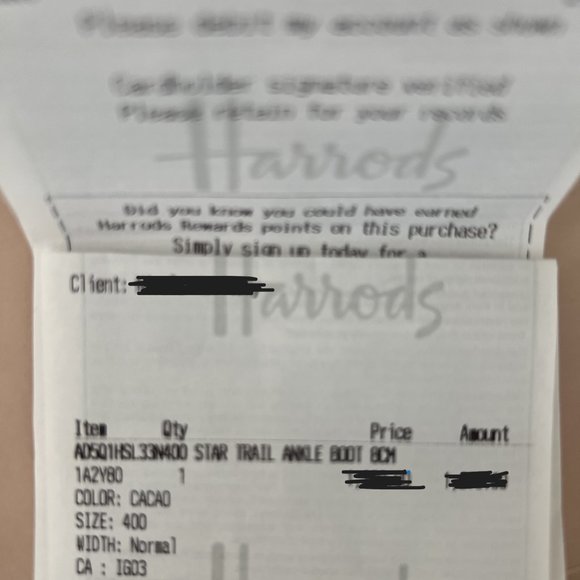 Please debit my account as shown
Cardholder signature verified
Please retain for your records
Harrods
Did you know you could have earned
Harrods Rewards points on this purchase?
Simply sign up today for a
Client:
Harrods
Item Qty Price Amount
AD5Q1HSL33N400 STAR TRAIL ANKLE BOOT 8CM
1A2Y80 1
COLOR: CACAO
SIZE: 400
WIDTH: Normal
CA : IG03